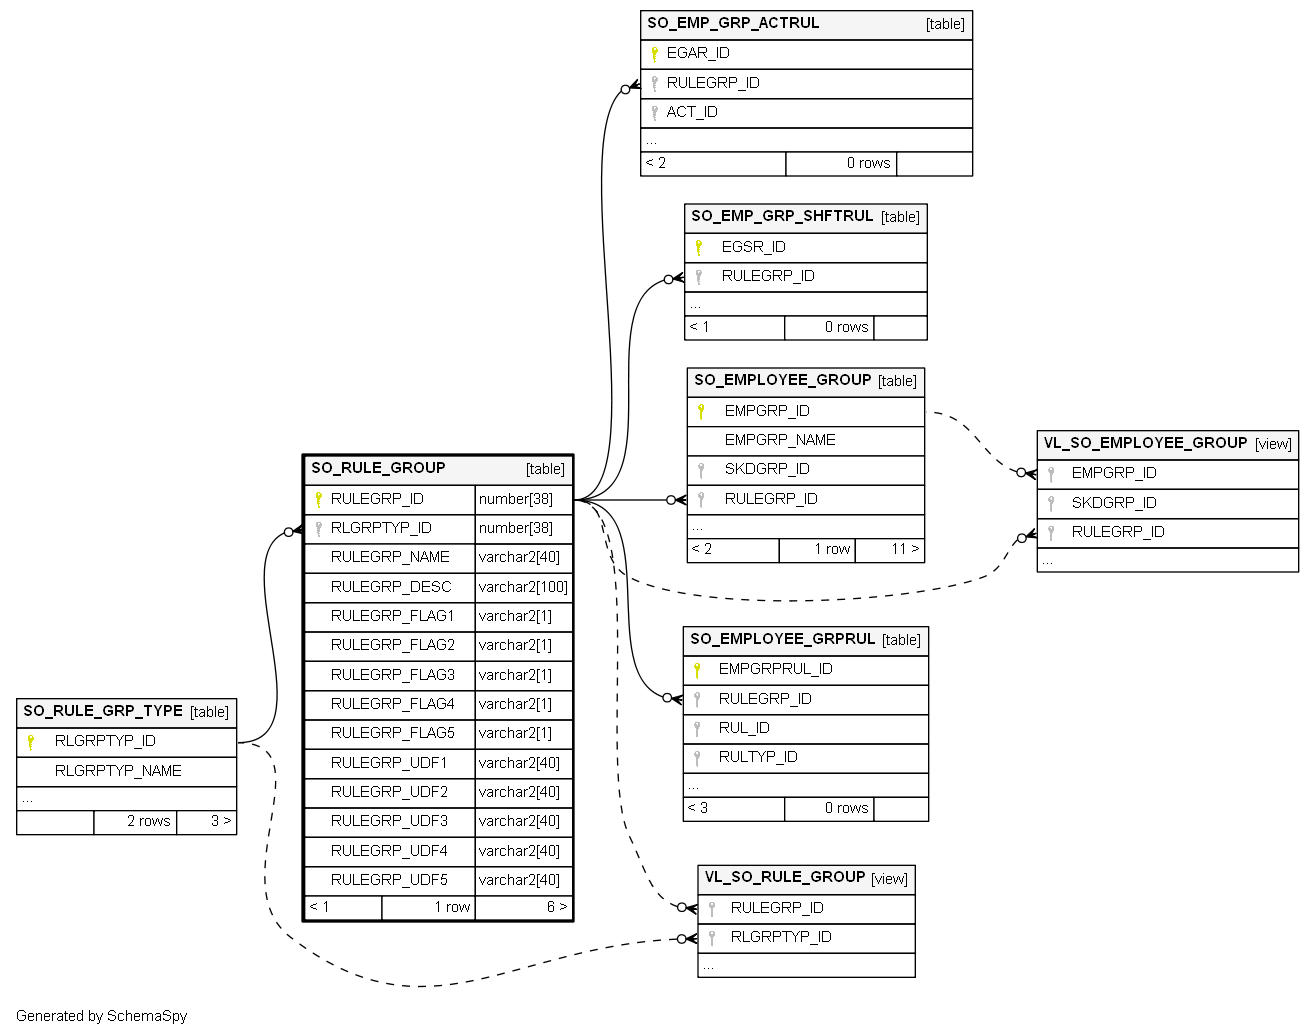 SO_EMP_GRP_ACTRUL [table]
EGAR_ID
RULEGRP_ID
ACT_ID
...
< 2 0 rows
SO_EMP_GRP_SHFTRUL [table]
EGSR_ID
RULEGRP_ID
...
< 1 0 rows
SO_EMPLOYEE_GROUP [table]
EMPGRP_ID
EMPGRP_NAME
SKDGRP_ID
RULEGRP_ID
...
< 2 1 row 11 >
VL_SO_EMPLOYEE_GROUP [view]
EMPGRP_ID
SKDGRP_ID
RULEGRP_ID
...
SO_RULE_GROUP [table]
RULEGRP_ID number[38]
RLGRPTYP_ID number[38]
RULEGRP_NAME varchar2[40]
RULEGRP_DESC varchar2[100]
RULEGRP_FLAG1 varchar2[1]
RULEGRP_FLAG2 varchar2[1]
RULEGRP_FLAG3 varchar2[1]
RULEGRP_FLAG4 varchar2[1]
RULEGRP_FLAG5 varchar2[1]
RULEGRP_UDF1 varchar2[40]
RULEGRP_UDF2 varchar2[40]
RULEGRP_UDF3 varchar2[40]
RULEGRP_UDF4 varchar2[40]
RULEGRP_UDF5 varchar2[40]
< 1 1 row 6 >
SO_EMPLOYEE_GRPRUL [table]
EMPGRPRUL_ID
RULEGRP_ID
RUL_ID
RULTYP_ID
...
< 3 0 rows
SO_RULE_GRP_TYPE [table]
RLGRPTYP_ID
RLGRPTYP_NAME
...
2 rows 3 >
VL_SO_RULE_GROUP [view]
RULEGRP_ID
RLGRPTYP_ID
...
Generated by SchemaSpy